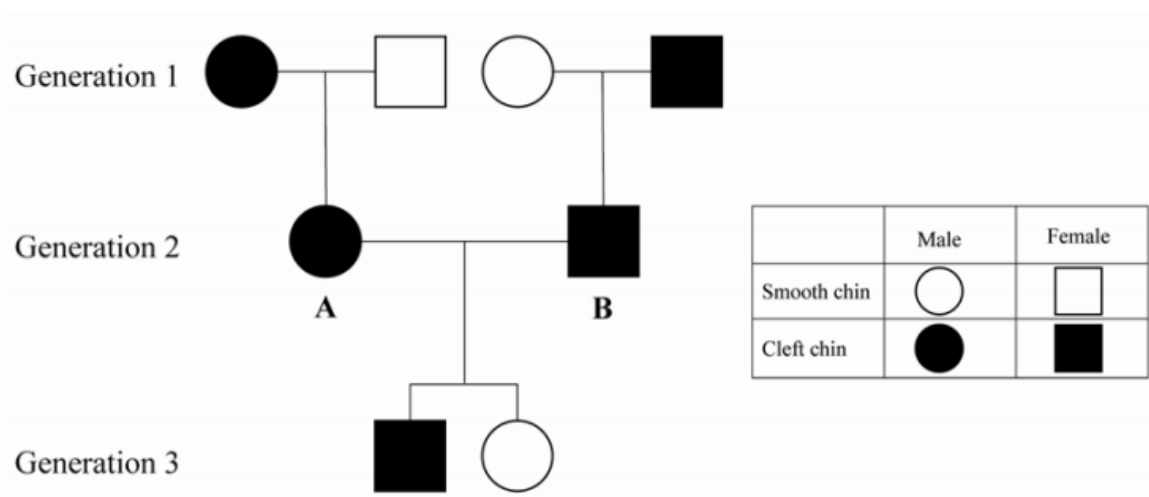 Generation 1
Generation 2
A
B
Generation 3
Male Female
Smooth chin
Cleft chin